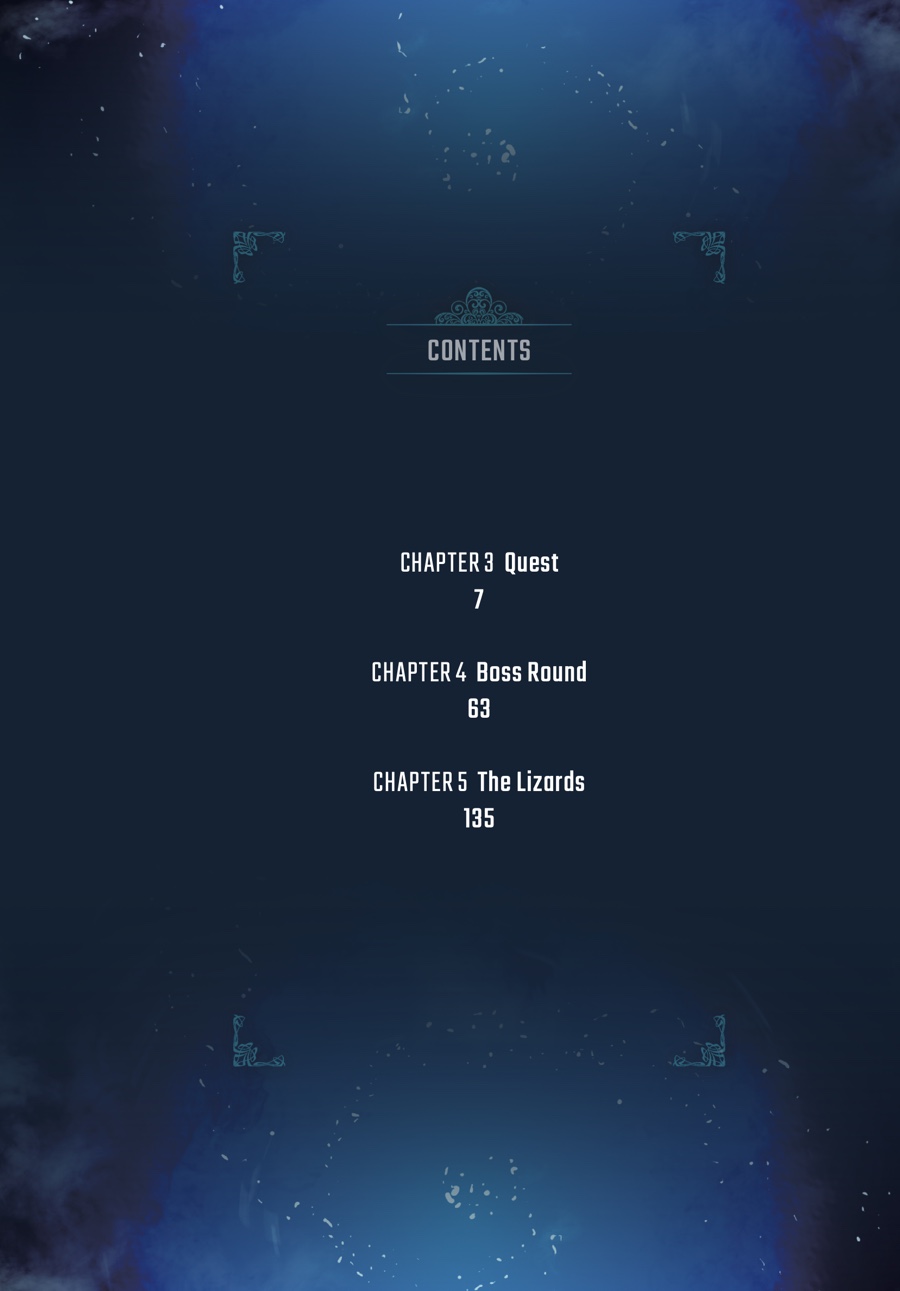 CONTENTS
CHAPTER 3 Quest
7
CHAPTER 4 Boss Round
63
CHAPTER 5 The Lizards
135